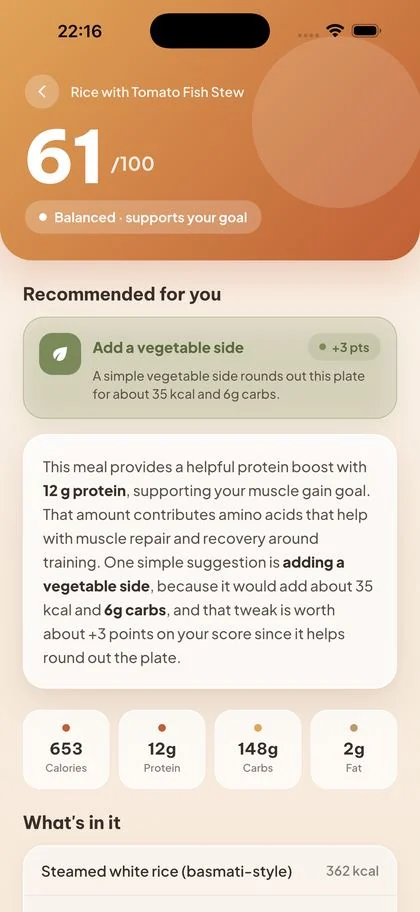 22:16
Rice with Tomato Fish Stew
61 /100
Balanced · supports your goal
Recommended for you
Add a vegetable side
+3 pts
A simple vegetable side rounds out this plate
for about 35 kcal and 6g carbs.
This meal provides a helpful protein boost with
12 g protein, supporting your muscle gain goal.
That amount contributes amino acids that help
with muscle repair and recovery around
training. One simple suggestion is adding a
vegetable side, because it would add about 35
kcal and 6g carbs, and that tweak is worth
about +3 points on your score since it helps
round out the plate.
653 12g 148g 2g
Calories Protein Carbs Fat
What's in it
Steamed white rice (basmati-style) 362 kcal